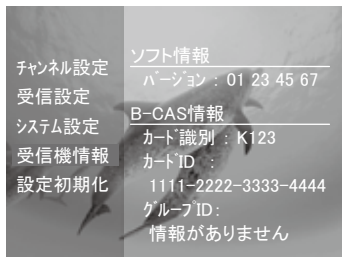 チャンネル設定
受信設定
システム設定
受信機情報
設定初期化
ソフト情報
バージョン : 01 23 45 67
B-CAS情報
カード識別 : K123
カードID :
1111-2222-3333-4444
グループID:
情報がありません